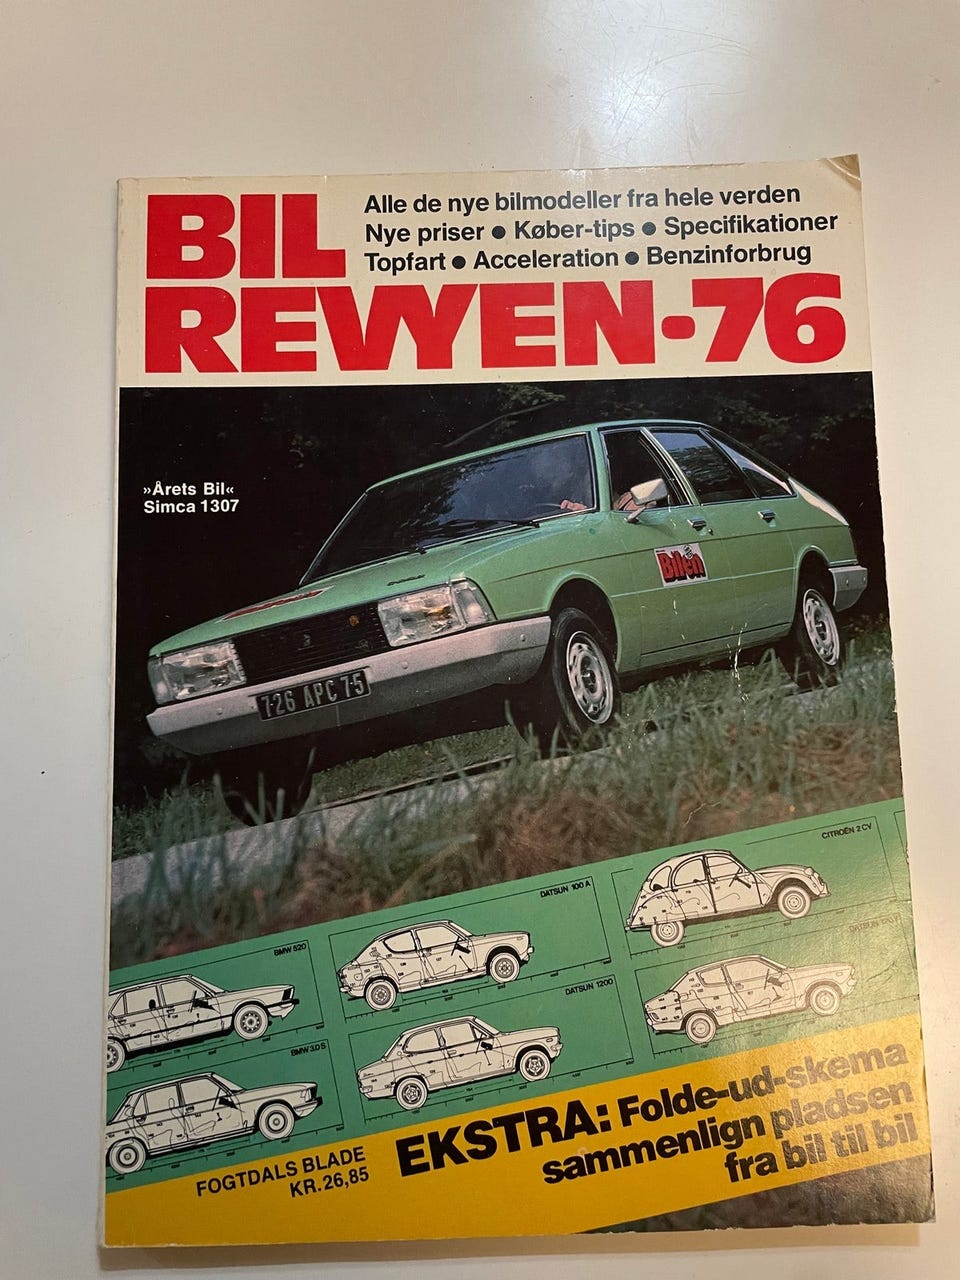 BIL
REVYEN-76
Alle de nye bilmodeller fra hele verden
Nye priser ● Køber-tips ● Specifikationer
Topfart ● Acceleration ● Benzinforbrug
»Årets Bil«
Simca 1307
Bilen
726 APC 75
CITROËN 2 CV
DATSUN 100 A
BMW 520
DATSUN 1200
BMW 3.0 S
EKSTRA: Folde-ud-skema
sammenlign pladsen
fra bil til bil
FOGTDALS BLADE
KR. 26,85